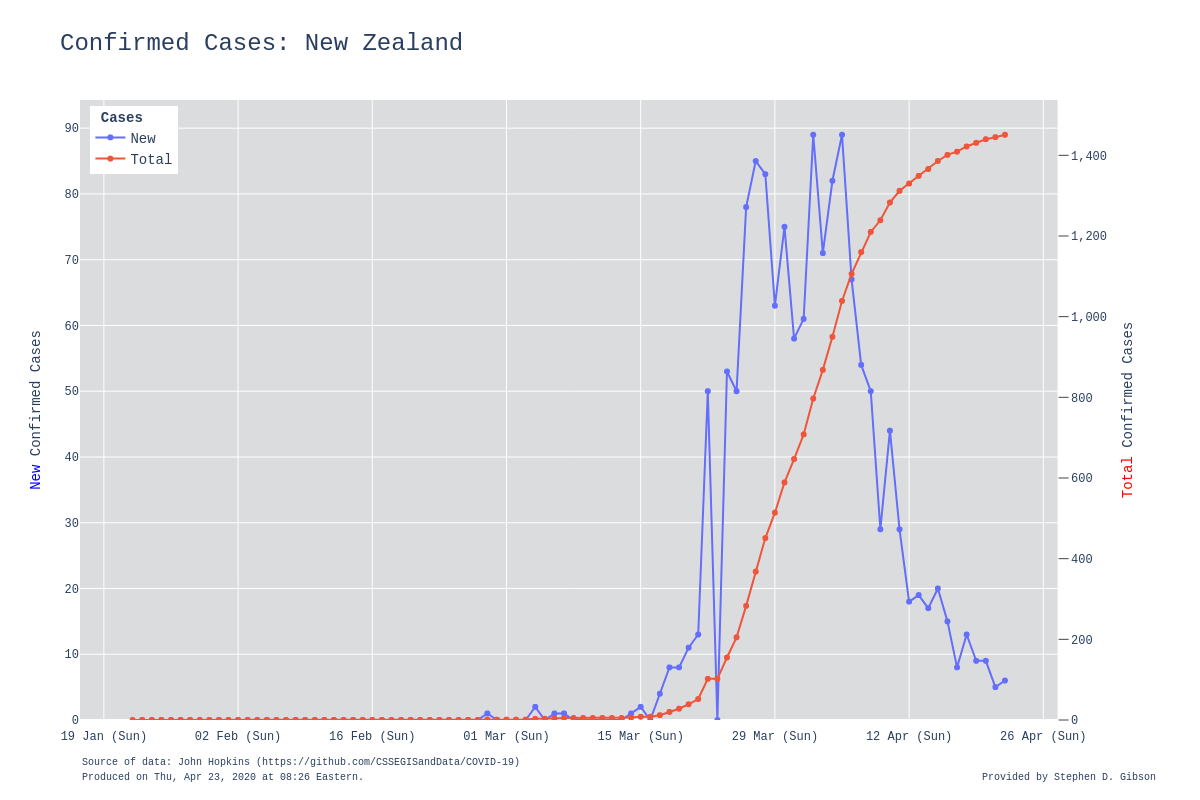 Confirmed Cases: New Zealand
Cases
New
Total
90
80
70
60
50
40
30
20
10
0
New Confirmed Cases
1,400
1,200
1,000
800
600
400
200
0
Total Confirmed Cases
19 Jan (Sun) 02 Feb (Sun) 16 Feb (Sun) 01 Mar (Sun) 15 Mar (Sun) 29 Mar (Sun) 12 Apr (Sun) 26 Apr (Sun)
Source of data: John Hopkins (https://github.com/CSSEGISandData/COVID-19)
Produced on Thu, Apr 23, 2020 at 08:26 Eastern.
Provided by Stephen D. Gibson